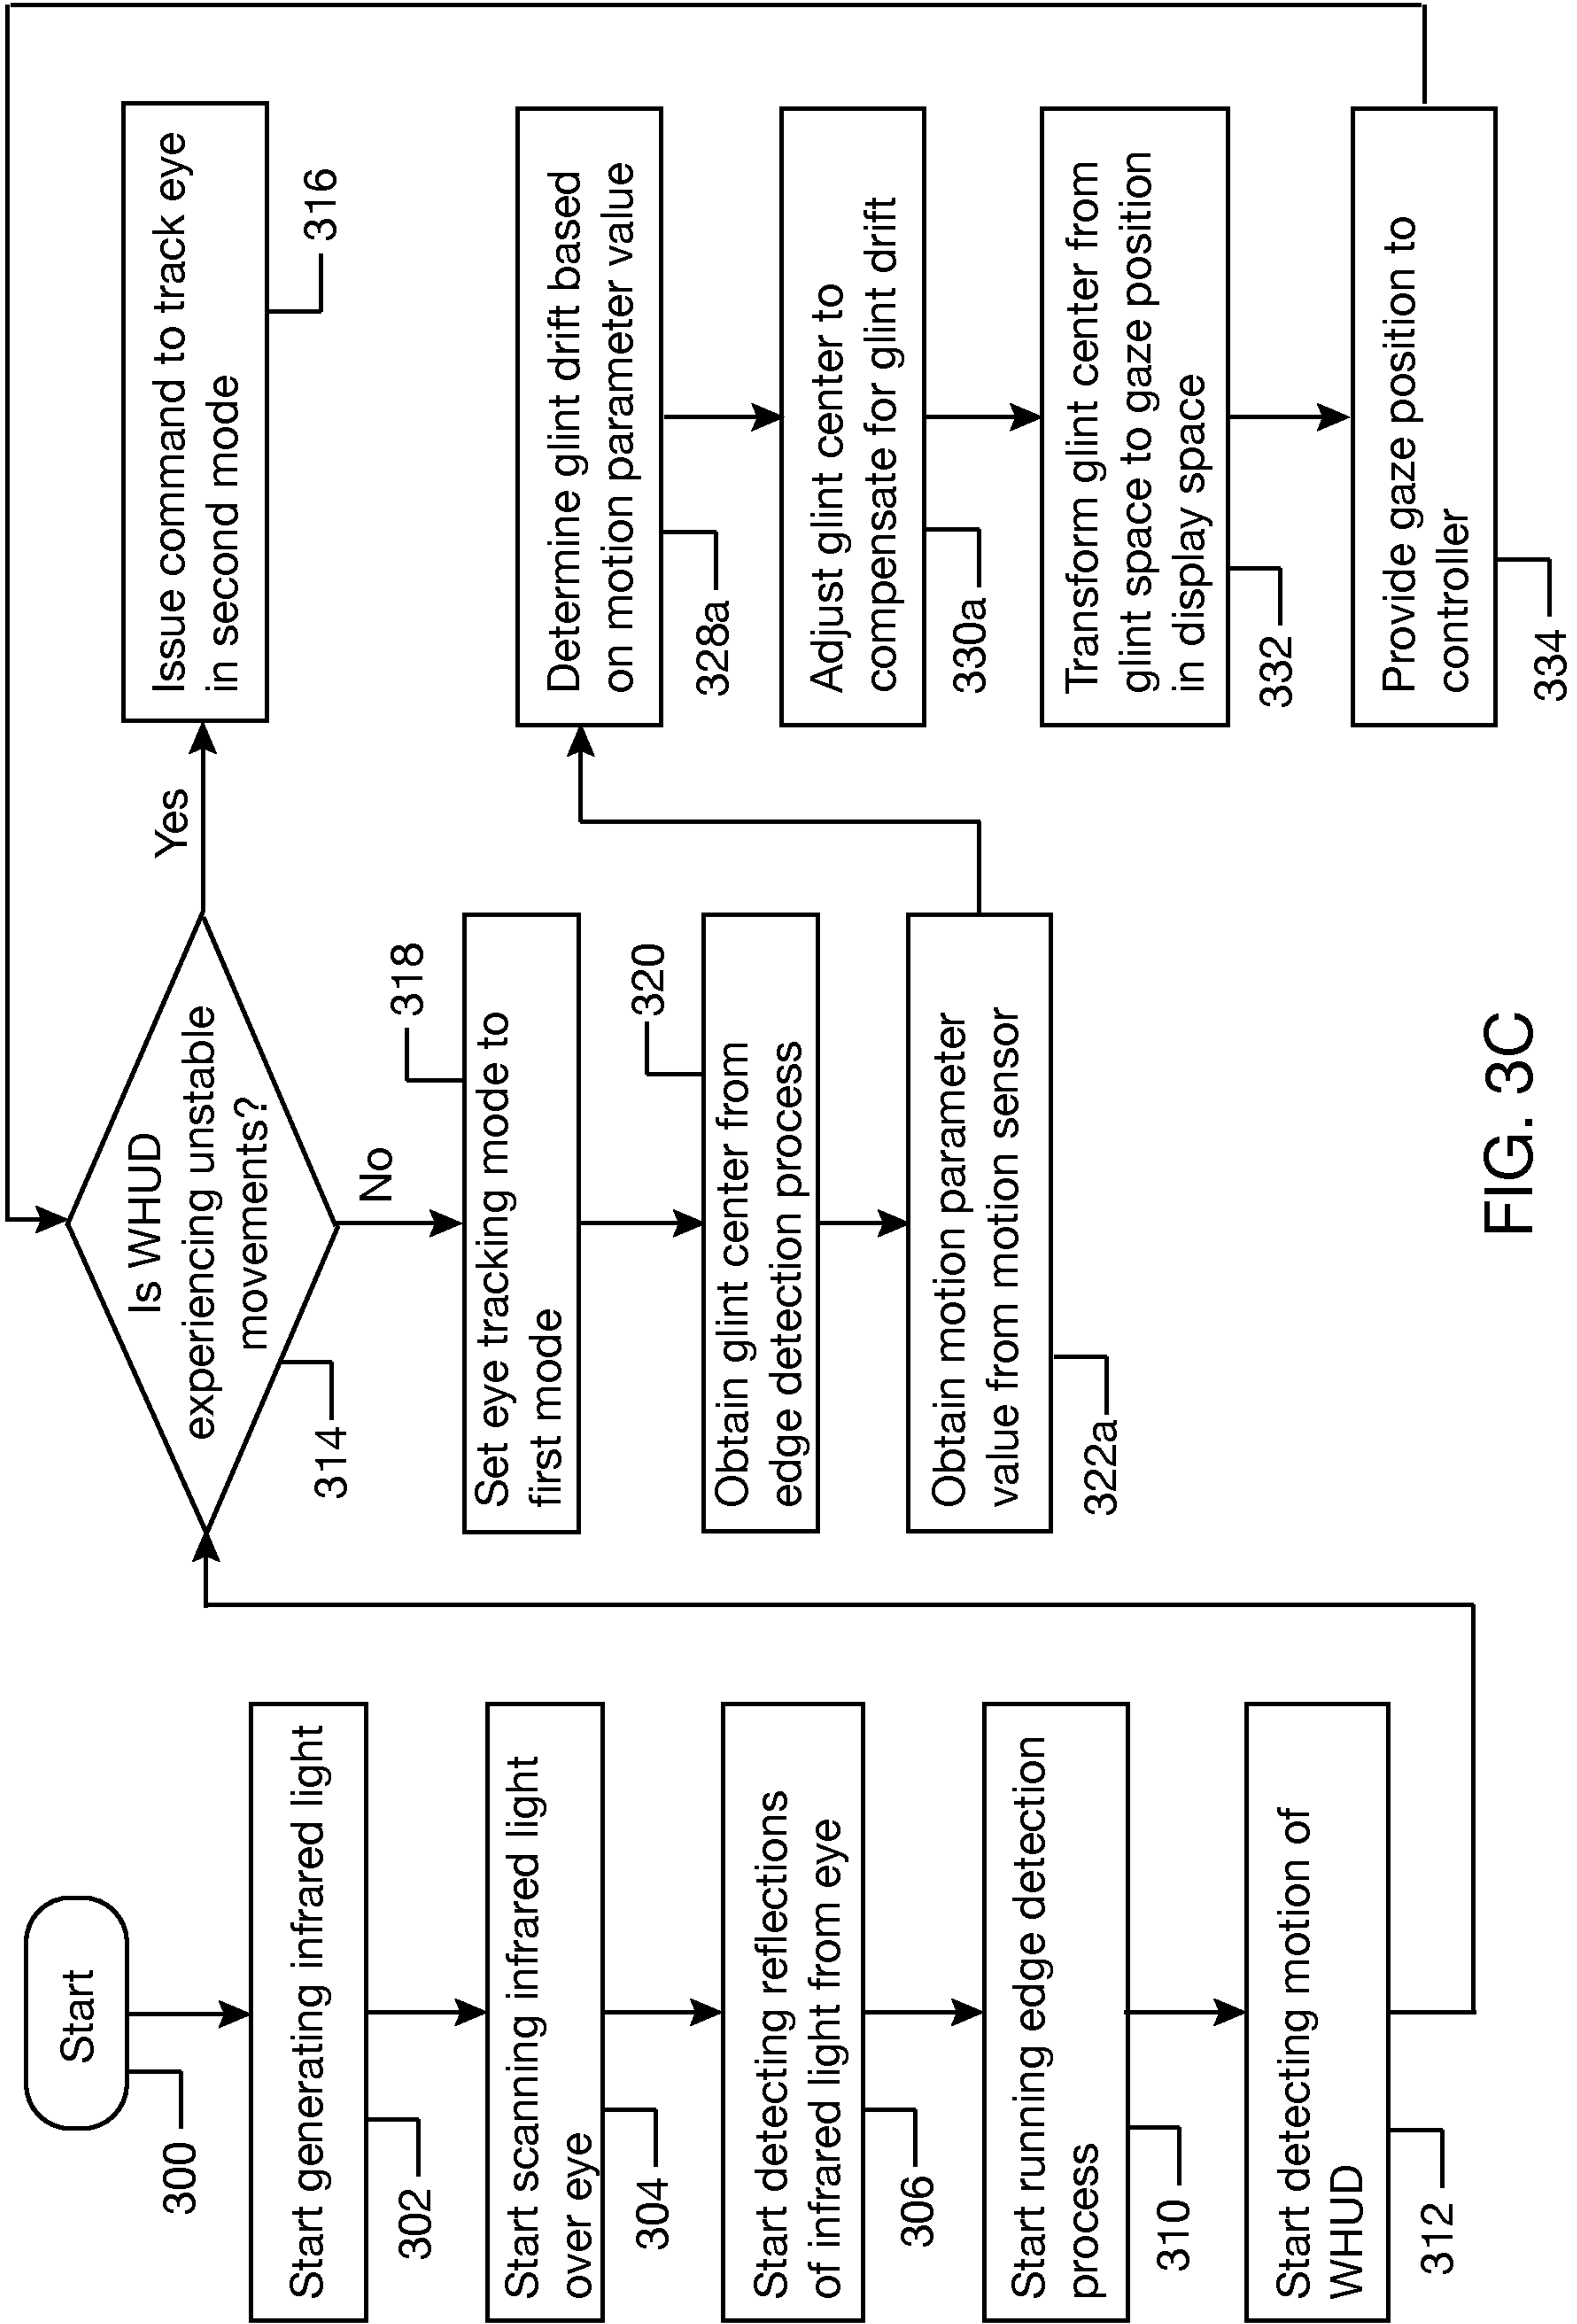 Start
300
Start generating infrared light
302
Start scanning infrared light
over eye
304
Start detecting reflections
of infrared light from eye
306
Start running edge detection
process
310
Start detecting motion of
WHUD
312
Is WHUD
experiencing unstable
movements?
314
Yes
No
Issue command to track eye
in second mode
316
Set eye tracking mode to
first mode
318
Obtain glint center from
edge detection process
320
Obtain motion parameter
value from motion sensor
322a
Determine glint drift based
on motion parameter value
328a
Adjust glint center to
compensate for glint drift
330a
Transform glint center from
glint space to gaze position
in display space
332
Provide gaze position to
controller
334
FIG. 3C